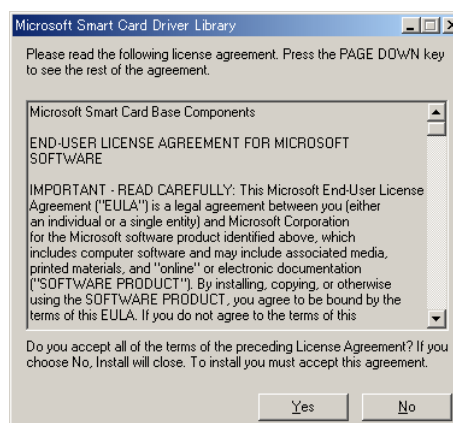 Microsoft Smart Card Driver Library
Please read the following license agreement. Press the PAGE DOWN key
to see the rest of the agreement.
Microsoft Smart Card Base Components
END-USER LICENSE AGREEMENT FOR MICROSOFT
SOFTWARE
IMPORTANT - READ CAREFULLY: This Microsoft End-User License
Agreement ("EULA") is a legal agreement between you (either
an individual or a single entity) and Microsoft Corporation
for the Microsoft software product identified above, which
includes computer software and may include associated media,
printed materials, and "online" or electronic documentation
("SOFTWARE PRODUCT"). By installing, copying, or otherwise
using the SOFTWARE PRODUCT, you agree to be bound by the
terms of this EULA. If you do not agree to the terms of this
Do you accept all of the terms of the preceding License Agreement? If you
choose No, Install will close. To install you must accept this agreement.
Yes
No